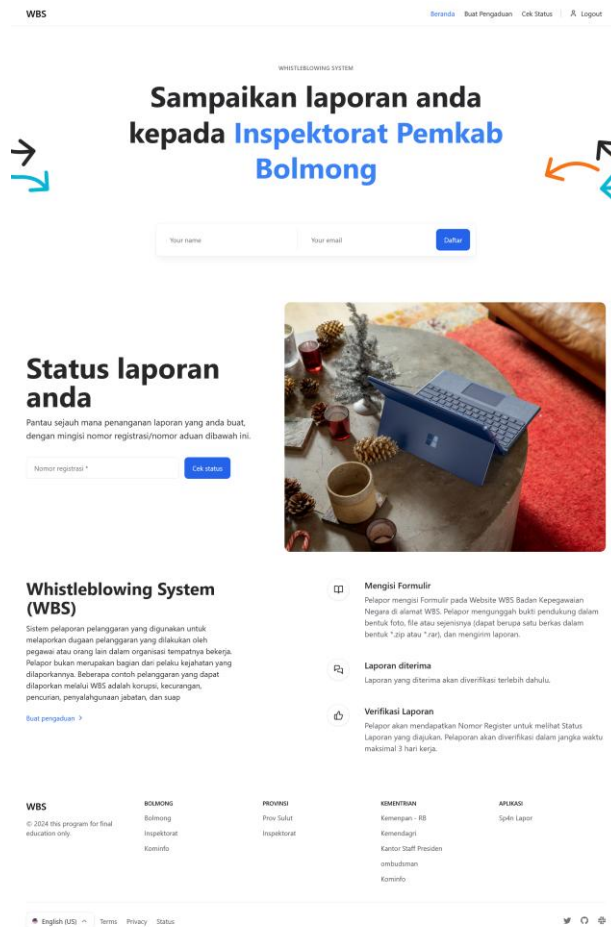 WBS
Beranda Buat Pengaduan Cek Status Logout
WHISTLEBLOWING SYSTEM
Sampaikan laporan anda
kepada Inspektorat Pemkab
Bolmong
Your name Your email Daftar
Status laporan
anda
Pantau sejauh mana penanganan laporan yang anda buat,
dengan mingisi nomor registrasi/nomor aduan dibawah ini.
Nomor registrasi * Cek status
Whistleblowing System
(WBS)
Sistem pelaporan pelanggaran yang digunakan untuk
melaporkan dugaan pelanggaran yang dilakukan oleh
pegawai atau orang lain dalam organisasi tempatnya bekerja.
Pelapor bukan merupakan bagian dari pelaku kejahatan yang
dilaporkannya. Beberapa contoh pelanggaran yang dapat
dilaporkan melalui WBS adalah korupsi, kecurangan,
pencurian, penyalahgunaan jabatan, dan suap
Buat pengaduan >
Mengisi Formulir
Pelapor mengisi Formulir pada Website WBS Badan Kepegawaian
Negara di alamat WBS. Pelapor mengunggah bukti pendukung dalam
bentuk foto, file atau sejenisnya (dapat berupa satu berkas dalam
bentuk *.zip atau *.rar), dan mengirim laporan.
Laporan diterima
Laporan yang diterima akan diverifikasi terlebih dahulu.
Verifikasi Laporan
Pelapor akan mendapatkan Nomor Register untuk melihat Status
Laporan yang diajukan. Pelaporan akan diverifikasi dalam jangka waktu
maksimal 3 hari kerja.
WBS
© 2024 this program for final
education only.
BOLMONG
Bolmong
Inspektorat
Kominfo
PROVINSI
Prov Sulut
Inspektorat
KEMENTRIAN
Kemenpan - RB
Kemendagri
Kantor Staff Presiden
ombudsman
Kominfo
APLIKASI
Sp4n Lapor
English (US) Terms Privacy Status